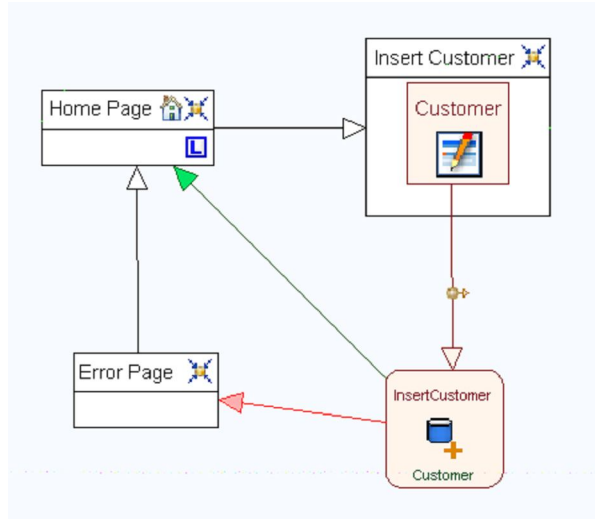 Insert Customer
Home Page
L
Customer
Error Page
InsertCustomer
Customer